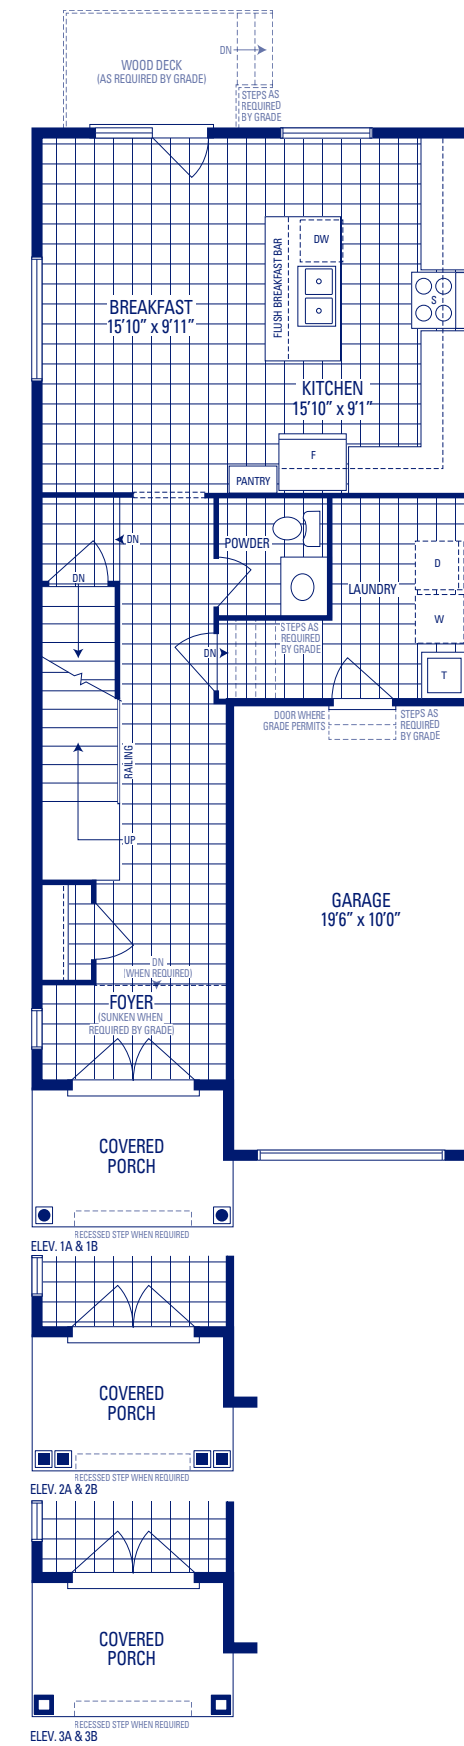 WOOD DECK
(AS REQUIRED BY GRADE)
DN
STEPS AS
REQUIRED
BY GRADE
FLUSH BREAKFAST BAR
DW
BREAKFAST
15'10" x 9'11"
S
KITCHEN
15'10" x 9'1"
F
PANTRY
DN
POWDER
D
DN
LAUNDRY
W
STEPS AS
REQUIRED
BY GRADE
DN
T
DOOR WHERE
GRADE PERMITS
STEPS AS
REQUIRED
BY GRADE
RAILING
UP
GARAGE
19'6" x 10'0"
DN
(WHEN REQUIRED)
FOYER
(SUNKEN WHEN
REQUIRED BY GRADE)
COVERED
PORCH
RECESSED STEP WHEN REQUIRED
ELEV. 1A & 1B
COVERED
PORCH
RECESSED STEP WHEN REQUIRED
ELEV. 2A & 2B
COVERED
PORCH
RECESSED STEP WHEN REQUIRED
ELEV. 3A & 3B